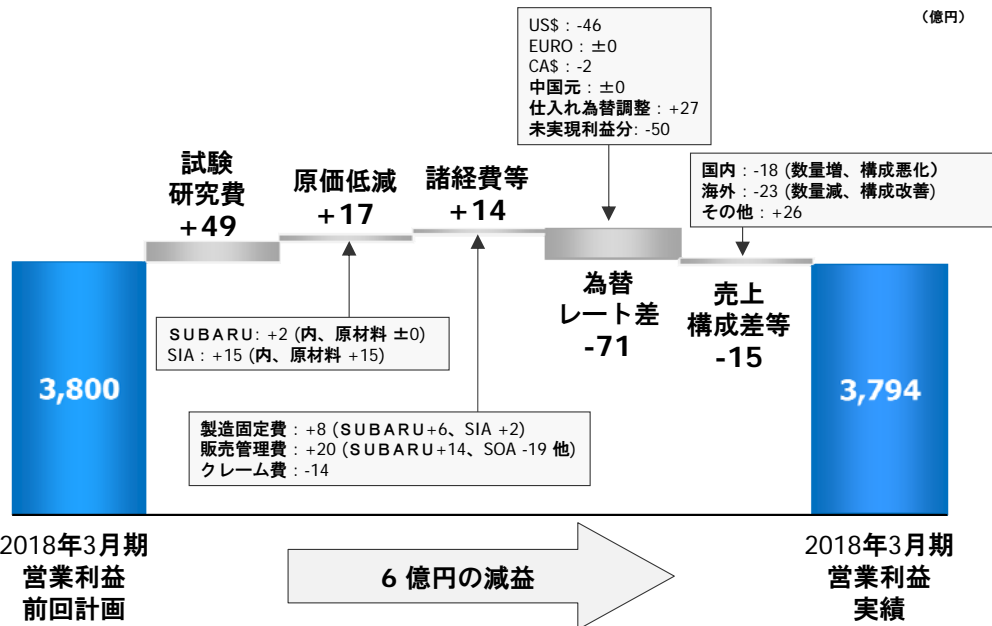 （億円）
US$ : -46
EURO : ±0
CA$ : -2
中国元 : ±0
仕入れ為替調整 : +27
未実現利益分: -50
国内 : -18 (数量増、構成悪化）
海外 : -23 (数量減、構成改善)
その他 : +26
試験
研究費
+49
原価低減
+17
諸経費等
+14
為替
レート差
-71
売上
構成差等
-15
SUBARU: +2 (内、原材料 ±0)
SIA : +15 (内、原材料 +15)
製造固定費 : +8 (SUBARU+6、SIA +2)
販売管理費 : +20 (SUBARU+14、SOA -19 他)
クレーム費 : -14
3,800
3,794
2018年3月期
営業利益
前回計画
6 億円の減益
2018年3月期
営業利益
実績